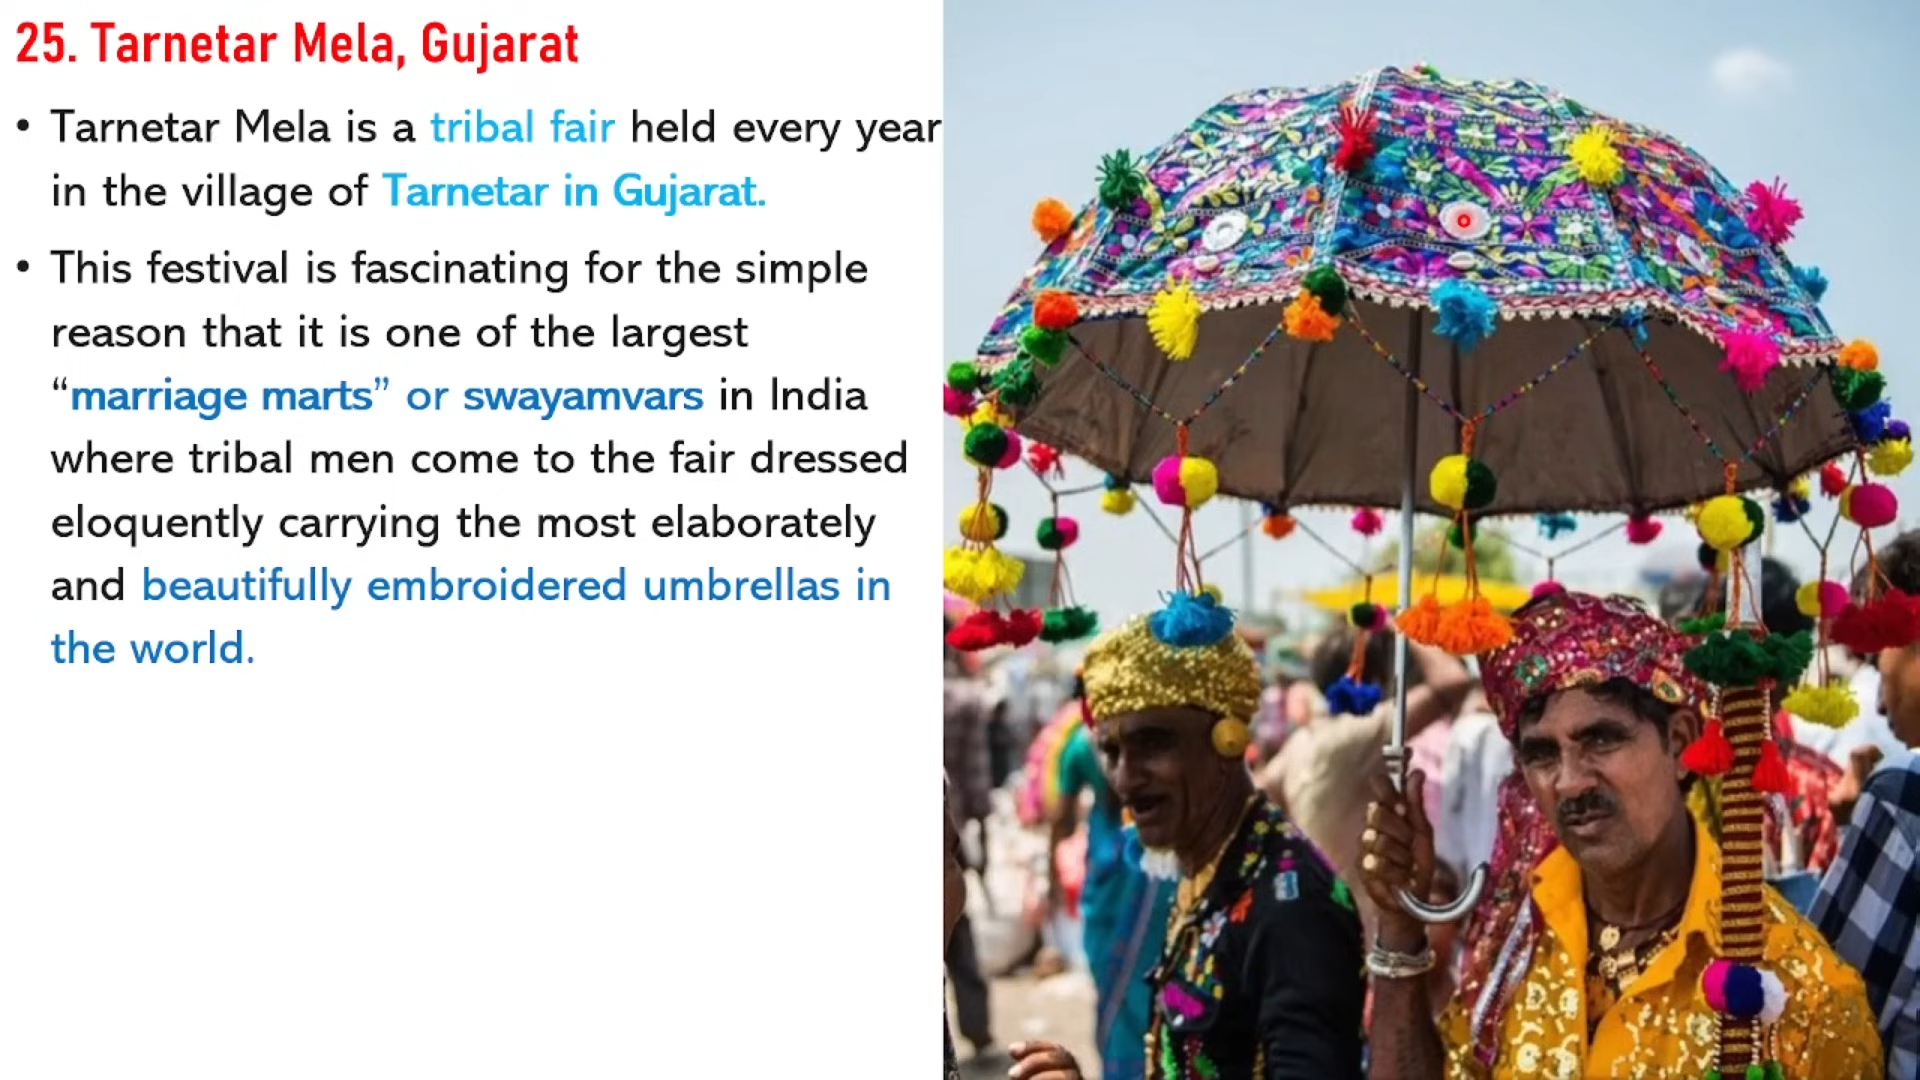 25. Tarnetar Mela, Gujarat
• Tarnetar Mela is a tribal fair held every year
in the village of Tarnetar in Gujarat.
• This festival is fascinating for the simple
reason that it is one of the largest
“marriage marts” or swayamvars in India
where tribal men come to the fair dressed
eloquently carrying the most elaborately
and beautifully embroidered umbrellas in
the world.